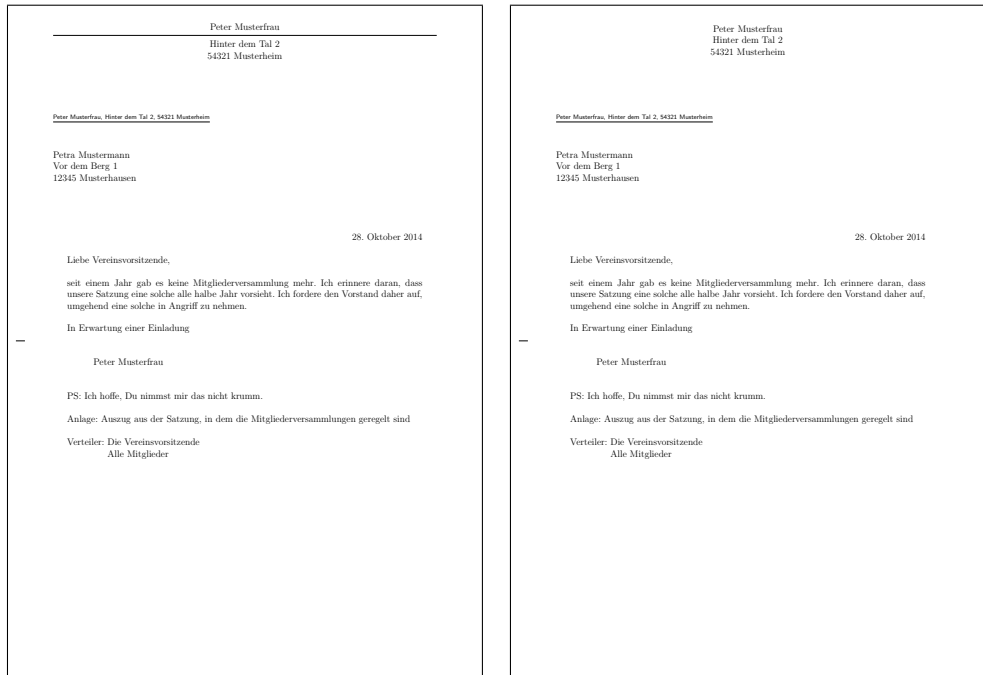 Peter Musterfrau
Hinter dem Tal 2
54321 Musterheim
Peter Musterfrau, Hinter dem Tal 2, 54321 Musterheim
Petra Mustermann
Vor dem Berg 1
12345 Musterhausen
28. Oktober 2014
Liebe Vereinsvorsitzende,
seit einem Jahr gab es keine Mitgliederversammlung mehr. Ich erinnere daran, dass
unsere Satzung eine solche alle halbe Jahr vorsieht. Ich fordere den Vorstand daher auf,
umgehend eine solche in Angriff zu nehmen.
In Erwartung einer Einladung
Peter Musterfrau
PS: Ich hoffe, Du nimmst mir das nicht krumm.
Anlage: Auszug aus der Satzung, in dem die Mitgliederversammlungen geregelt sind
Verteiler: Die Vereinsvorsitzende
Alle Mitglieder
Peter Musterfrau
Hinter dem Tal 2
54321 Musterheim
Peter Musterfrau, Hinter dem Tal 2, 54321 Musterheim
Petra Mustermann
Vor dem Berg 1
12345 Musterhausen
28. Oktober 2014
Liebe Vereinsvorsitzende,
seit einem Jahr gab es keine Mitgliederversammlung mehr. Ich erinnere daran, dass
unsere Satzung eine solche alle halbe Jahr vorsieht. Ich fordere den Vorstand daher auf,
umgehend eine solche in Angriff zu nehmen.
In Erwartung einer Einladung
Peter Musterfrau
PS: Ich hoffe, Du nimmst mir das nicht krumm.
Anlage: Auszug aus der Satzung, in dem die Mitgliederversammlungen geregelt sind
Verteiler: Die Vereinsvorsitzende
Alle Mitglieder